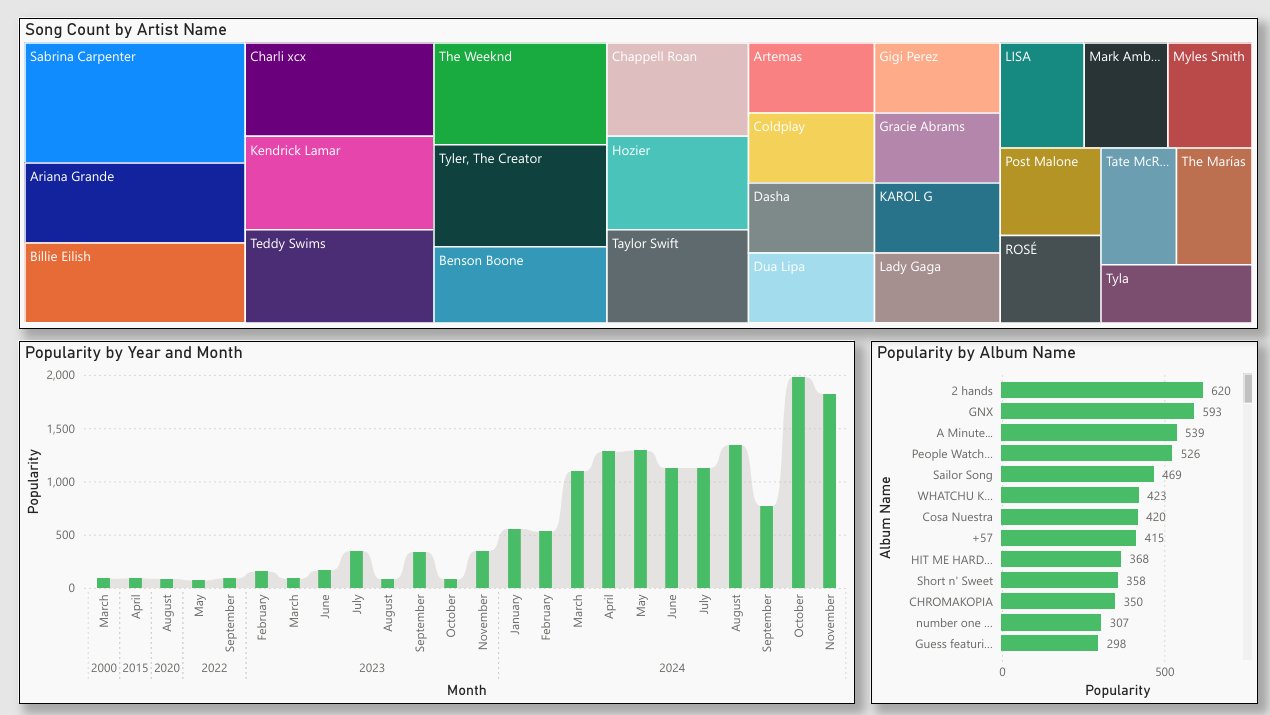 Song Count by Artist Name
Sabrina Carpenter
Ariana Grande
Billie Eilish
Charli xcx
Kendrick Lamar
Teddy Swims
The Weeknd
Tyler, The Creator
Benson Boone
Chappell Roan
Hozier
Taylor Swift
Artemas
Coldplay
Dasha
Dua Lipa
Gigi Perez
Gracie Abrams
KAROL G
Lady Gaga
LISA
Mark Amb...
Myles Smith
Post Malone
ROSÉ
Tate McR...
The Marías
Tyla
Popularity by Year and Month
Popularity
2,000
1,500
1,000
500
0
March
April
August
May
September
February
March
June
July
August
September
October
November
January
February
March
April
May
June
July
August
September
October
November
2000 2015 2020 2022 2023 2024
Month
Popularity by Album Name
Album Name
2 hands 620
GNX 593
A Minute... 539
People Watch... 526
Sailor Song 469
WHATCHU K... 423
Cosa Nuestra 420
+57 415
HIT ME HARD... 368
Short n' Sweet 358
CHROMAKOPIA 350
number one ... 307
Guess featuri... 298
0 500
Popularity